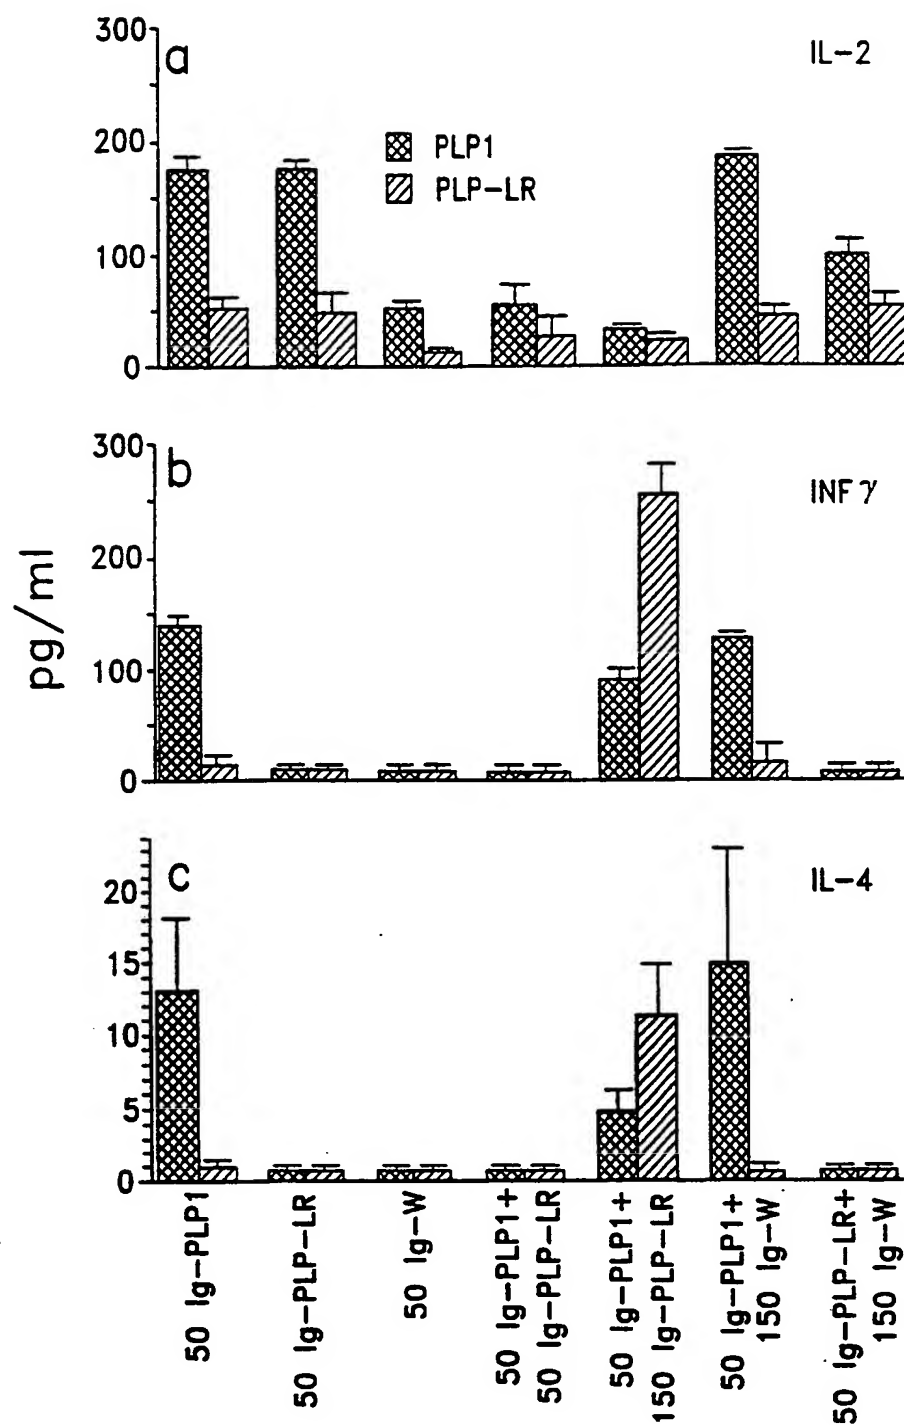 300
a
IL-2
200
PLP1
PLP-LR
100
0
300
b
INF γ
200
pg/ml
100
0
c
IL-4
20
15
10
5
0
50 Ig-PLP1
50 Ig-PLP-LR
50 Ig-W
50 Ig-PLP1+
50 Ig-PLP-LR
50 Ig-PLP1+
150 Ig-PLP-LR
50 Ig-PLP1+
150 Ig-W
50 Ig-PLP-LR+
150 Ig-W